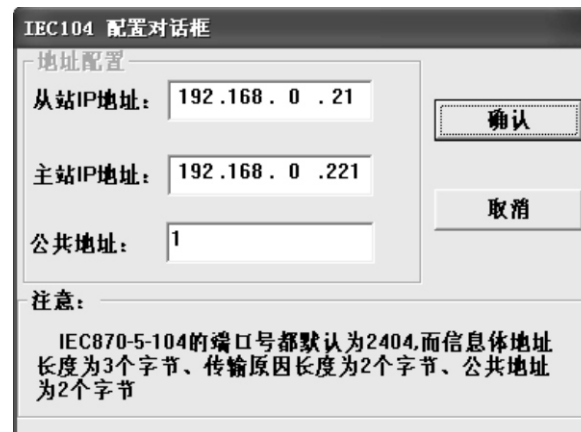 IEC104 配置对话框
地址配置
从站IP地址：
192.168. 0 .21
确认
主站IP地址：
192.168. 0 .221
取消
公共地址：
1
注意：
IEC870-5-104的端口号都默认为2404,而信息体地址
长度为3个字节、传输原因长度为2个字节、公共地址
为2个字节